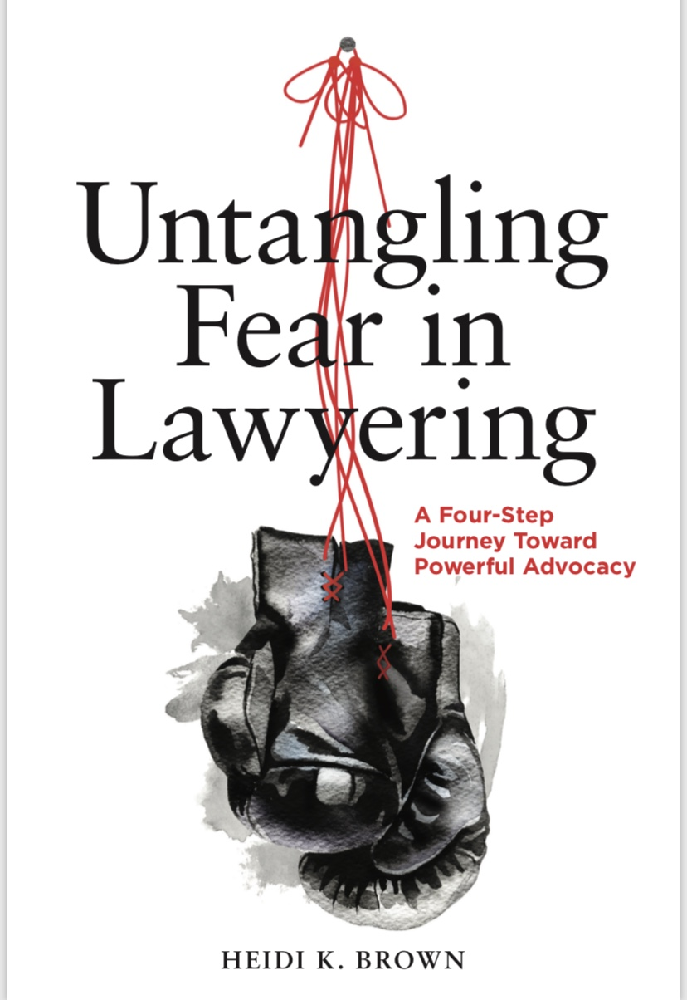 Untangling
Fear in
Lawyering
A Four-Step
Journey Toward
Powerful Advocacy
HEIDI K. BROWN